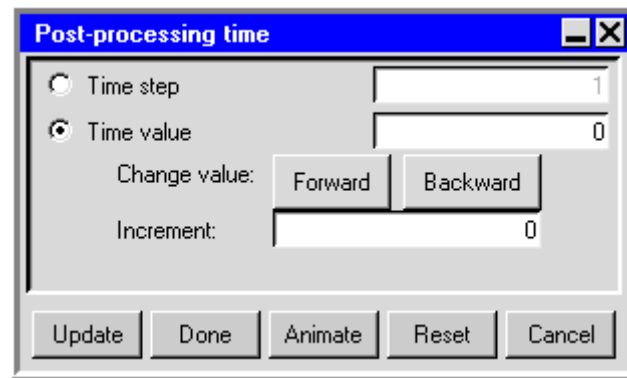 Post-processing time
Time step 1
Time value 0
Change value: Forward Backward
Increment: 0
Update Done Animate Reset Cancel